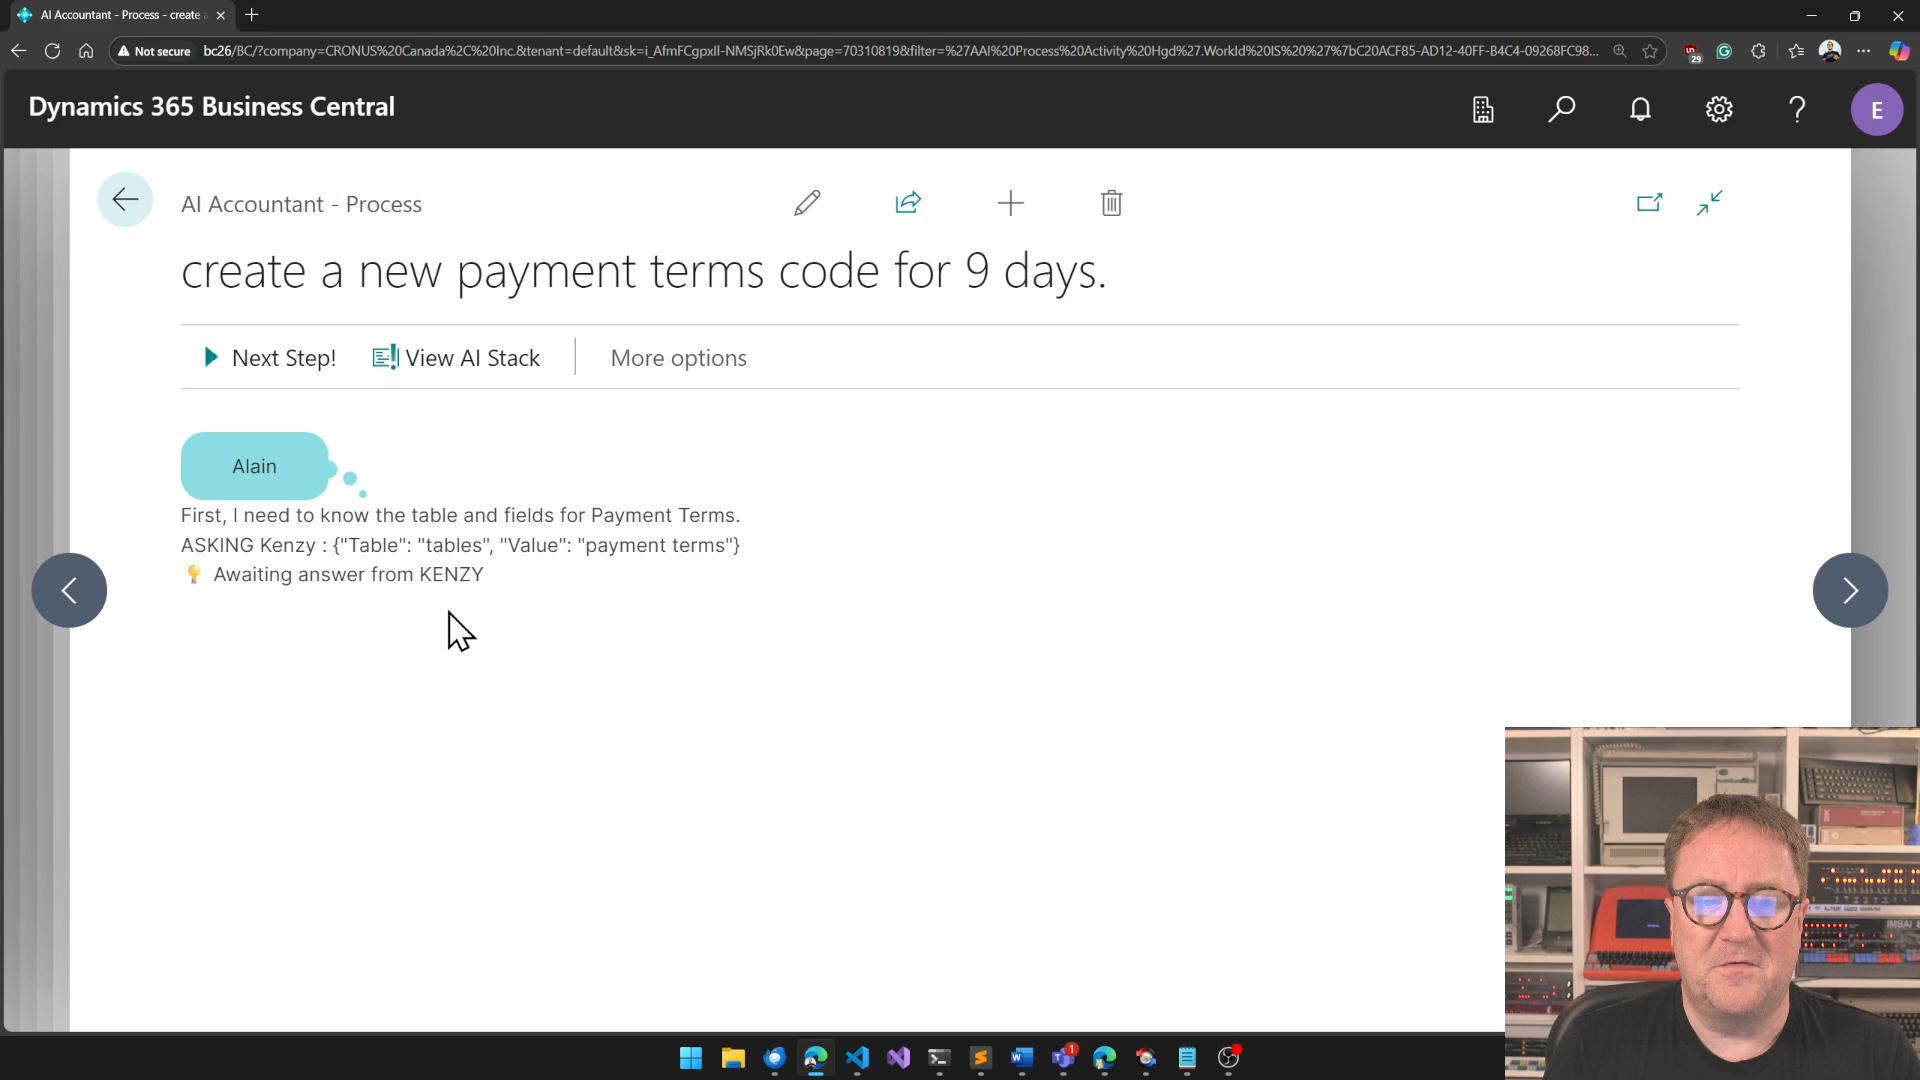 AI Accountant - Process - create a
Not secure
bc26/BC/?company=CRONUS%20Canada%2C%20Inc.&tenant=default&sk=i_AfmFCgpxlI-NMSjRk0Ew&page=70310819&filter=%27AAI%20Process%20Activity%20Hgd%27.WorkId%20IS%20%27%7bC20ACF85-AD12-40FF-B4C4-09268FC98...
29
Dynamics 365 Business Central
E
AI Accountant - Process
create a new payment terms code for 9 days.
Next Step!
View AI Stack
More options
Alain
First, I need to know the table and fields for Payment Terms.
ASKING Kenzy : {"Table": "tables", "Value": "payment terms"}
💡 Awaiting answer from KENZY
IMSAI 8
1